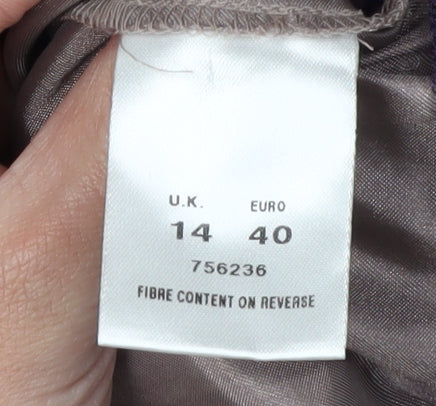 U.K. EURO
14 40
756236
FIBRE CONTENT ON REVERSE